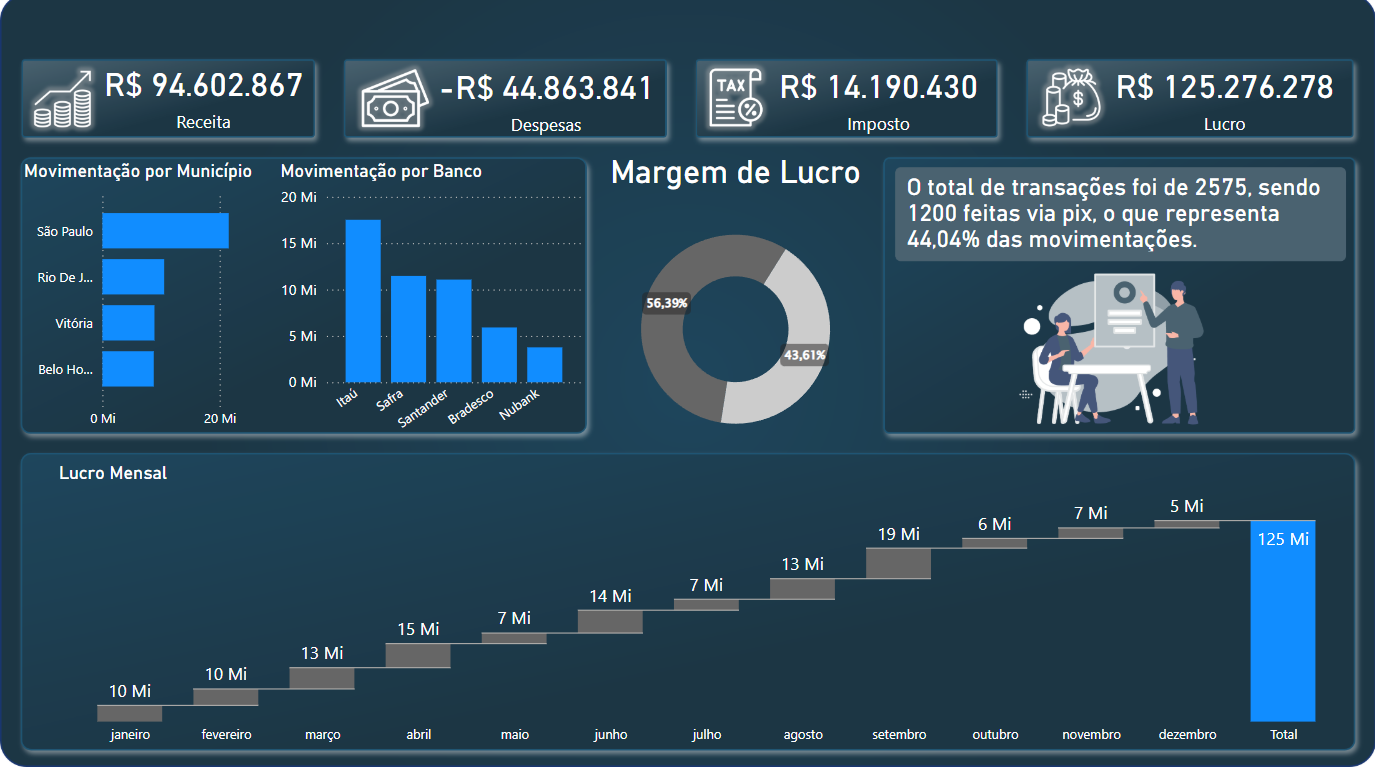 R$ 94.602.867
Receita
-R$ 44.863.841
Despesas
TAX
R$ 14.190.430
Imposto
$
R$ 125.276.278
Lucro
Movimentação por Município
São Paulo
Rio De J...
Vitória
Belo Ho...
0 Mi
20 Mi
Movimentação por Banco
20 Mi
15 Mi
10 Mi
5 Mi
0 Mi
Itaú
Safra
Santander
Bradesco
Nubank
Margem de Lucro
56,39%
43,61%
O total de transações foi de 2575, sendo
1200 feitas via pix, o que representa
44,04% das movimentações.
Lucro Mensal
10 Mi
10 Mi
13 Mi
15 Mi
7 Mi
14 Mi
7 Mi
13 Mi
19 Mi
6 Mi
7 Mi
5 Mi
125 Mi
janeiro
fevereiro
março
abril
maio
junho
julho
agosto
setembro
outubro
novembro
dezembro
Total